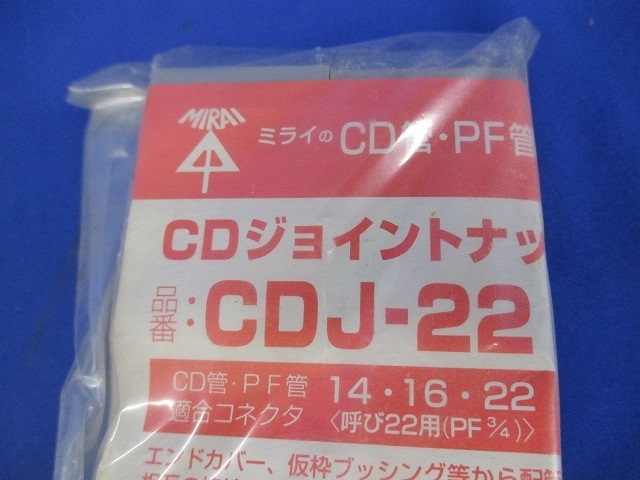 MIRAI
ミライの CD管・PF管
CDジョイントナッ
品番:CDJ-22
CD管・PF管
適合コネクタ
14・16・22
〈呼び22用(PF3/4)〉
エンドカバー、仮枠ブッシング等から配管